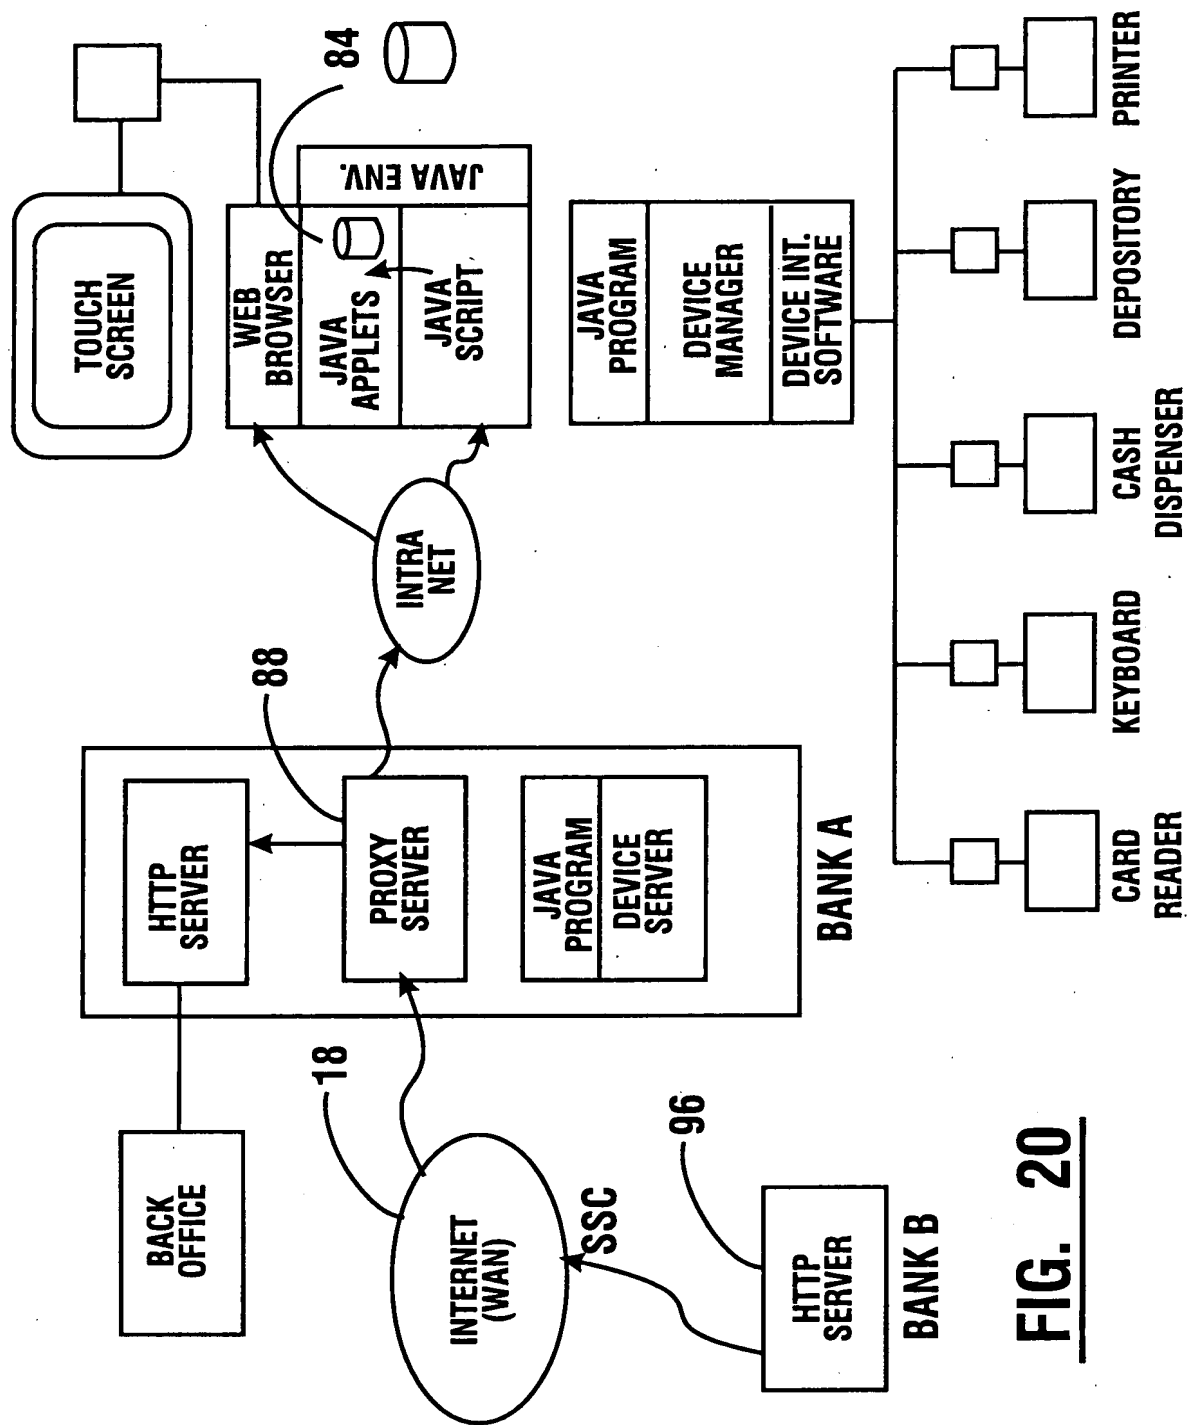 TOUCH
SCREEN
84
WEB
BROWSER
JAVA
APPLETS
JAVA
SCRIPT
JAVA ENV.
JAVA
PROGRAM
DEVICE
MANAGER
DEVICE INT.
SOFTWARE
PRINTER
DEPOSITORY
CASH
DISPENSER
KEYBOARD
CARD
READER
INTRA
NET
88
HTTP
SERVER
PROXY
SERVER
JAVA
PROGRAM
DEVICE
SERVER
BANK A
BACK
OFFICE
18
INTERNET
(WAN)
SSC
96
HTTP
SERVER
BANK B
FIG. 20